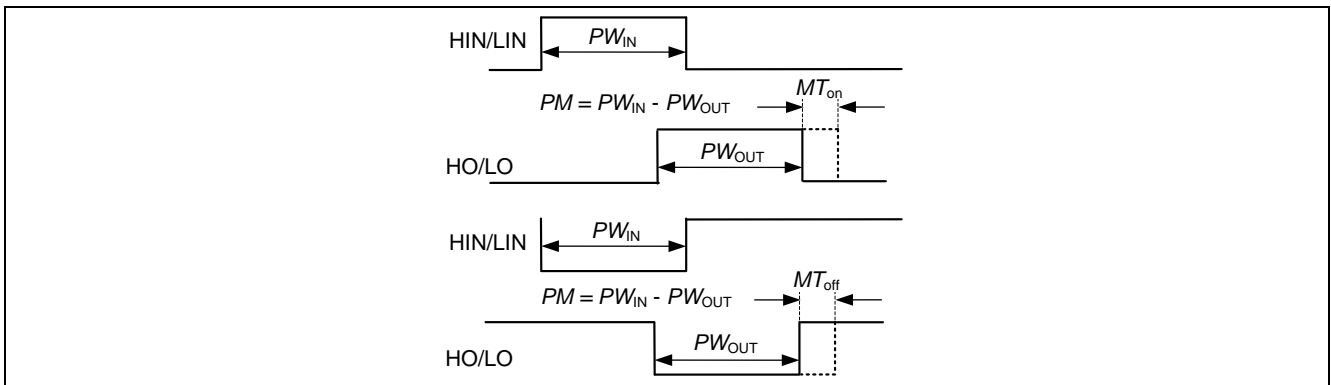 HIN/LIN
PW_IN
PM = PW_IN - PW_OUT
MT_on
HO/LO
PW_OUT
HIN/LIN
PW_IN
PM = PW_IN - PW_OUT
MT_off
HO/LO
PW_OUT